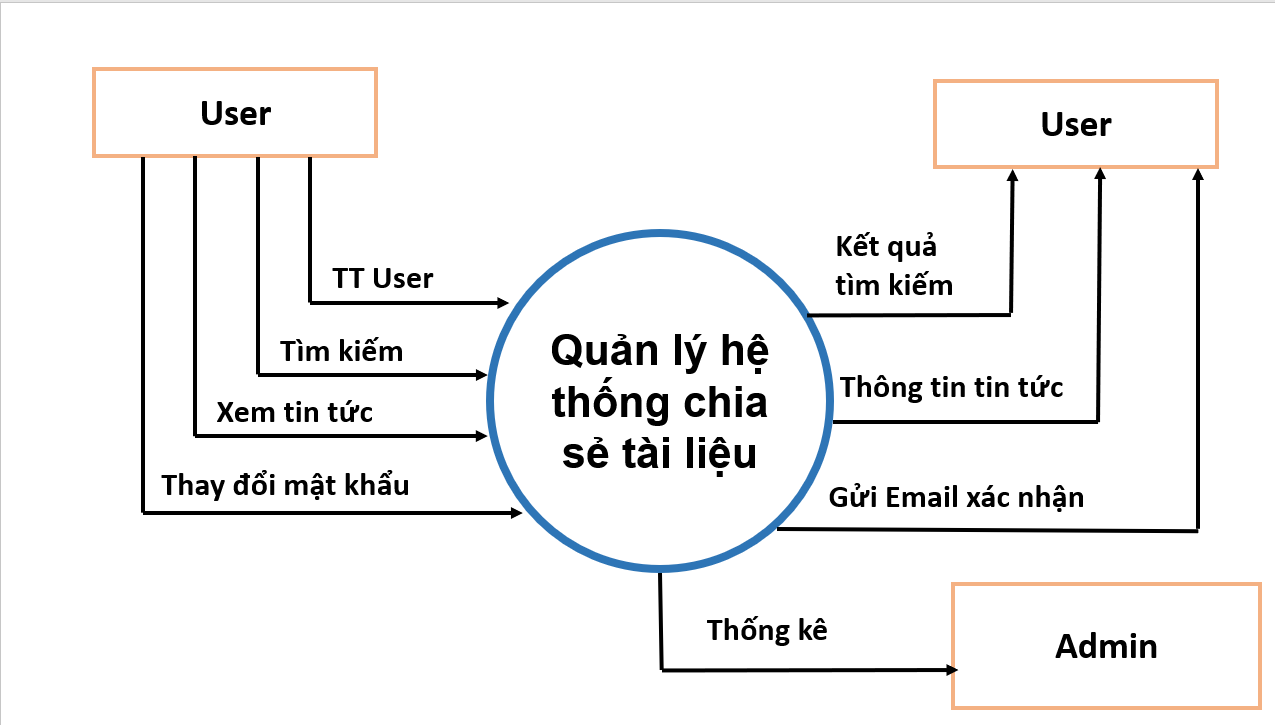 User
User
TT User
Tìm kiếm
Xem tin tức
Thay đổi mật khẩu
Quản lý hệ
thống chia
sẻ tài liệu
Kết quả
tìm kiếm
Thông tin tin tức
Gửi Email xác nhận
Thống kê
Admin